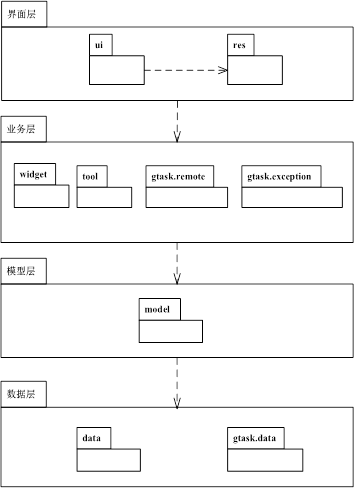 界面层
ui
res
业务层
widget
tool
gtask.remote
gtask.exception
模型层
model
数据层
data
gtask.data